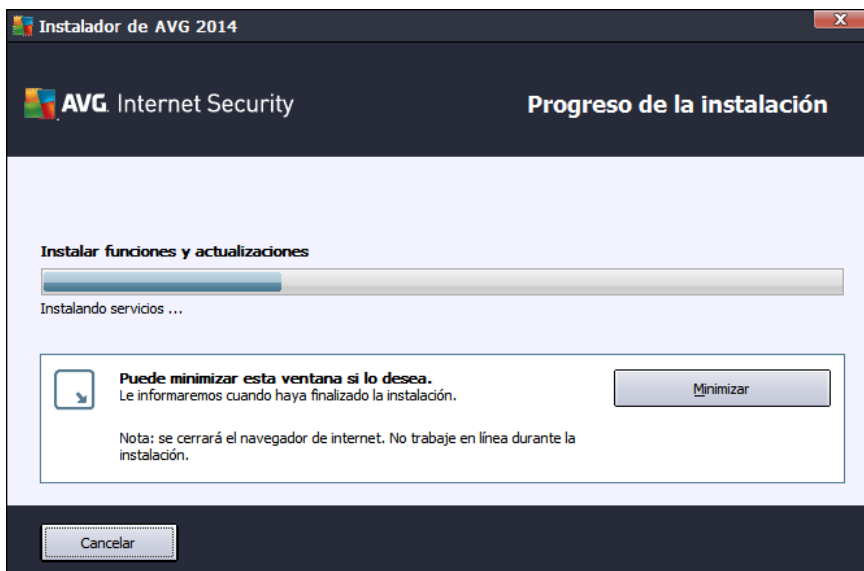 Instalador de AVG 2014
AVG. Internet Security
Progreso de la instalación
Instalar funciones y actualizaciones
Instalando servicios ...
Puede minimizar esta ventana si lo desea.
Le informaremos cuando haya finalizado la instalación.
Minimizar
Nota: se cerrará el navegador de internet. No trabaje en línea durante la
instalación.
Cancelar